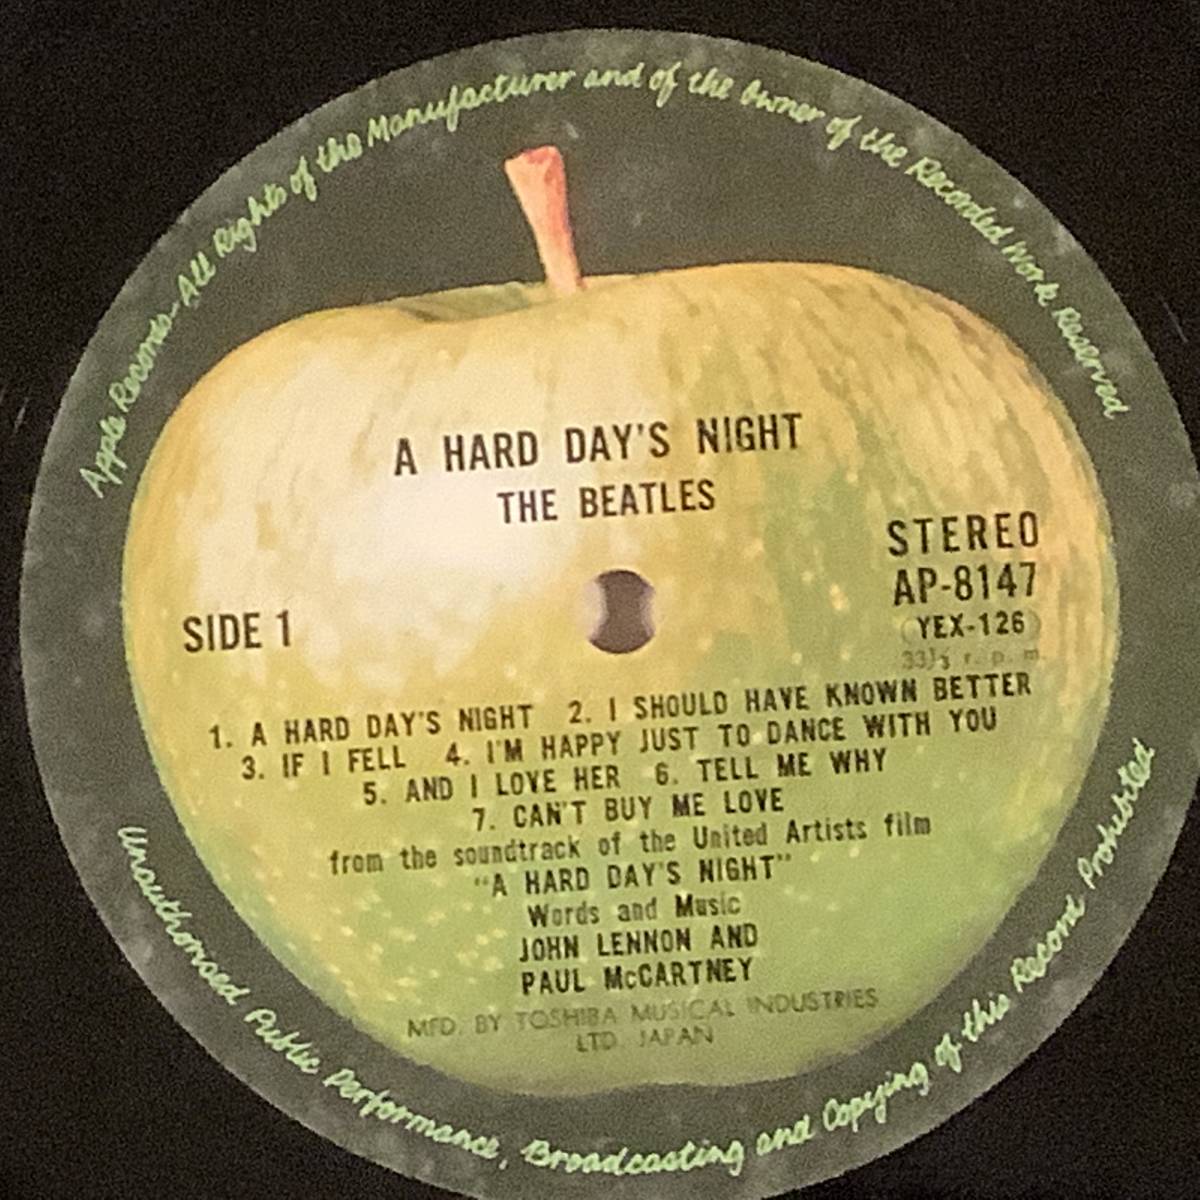 Apple Records–All Rights of the Manufacturer and of the Owner of the Recorded Work Reserved
A HARD DAY'S NIGHT
THE BEATLES
STEREO
AP-8147
SIDE 1
(YEX-126)
33⅓ r. p. m.
1. A HARD DAY'S NIGHT 2. I SHOULD HAVE KNOWN BETTER
3. IF I FELL 4. I'M HAPPY JUST TO DANCE WITH YOU
5. AND I LOVE HER 6. TELL ME WHY
7. CAN'T BUY ME LOVE
from the soundtrack of the United Artists film
"A HARD DAY'S NIGHT"
Words and Music
JOHN LENNON AND
PAUL McCARTNEY
MFD. BY TOSHIBA MUSICAL INDUSTRIES
LTD. JAPAN
Unauthorised Public Performance, Broadcasting and Copying of this Record Prohibited